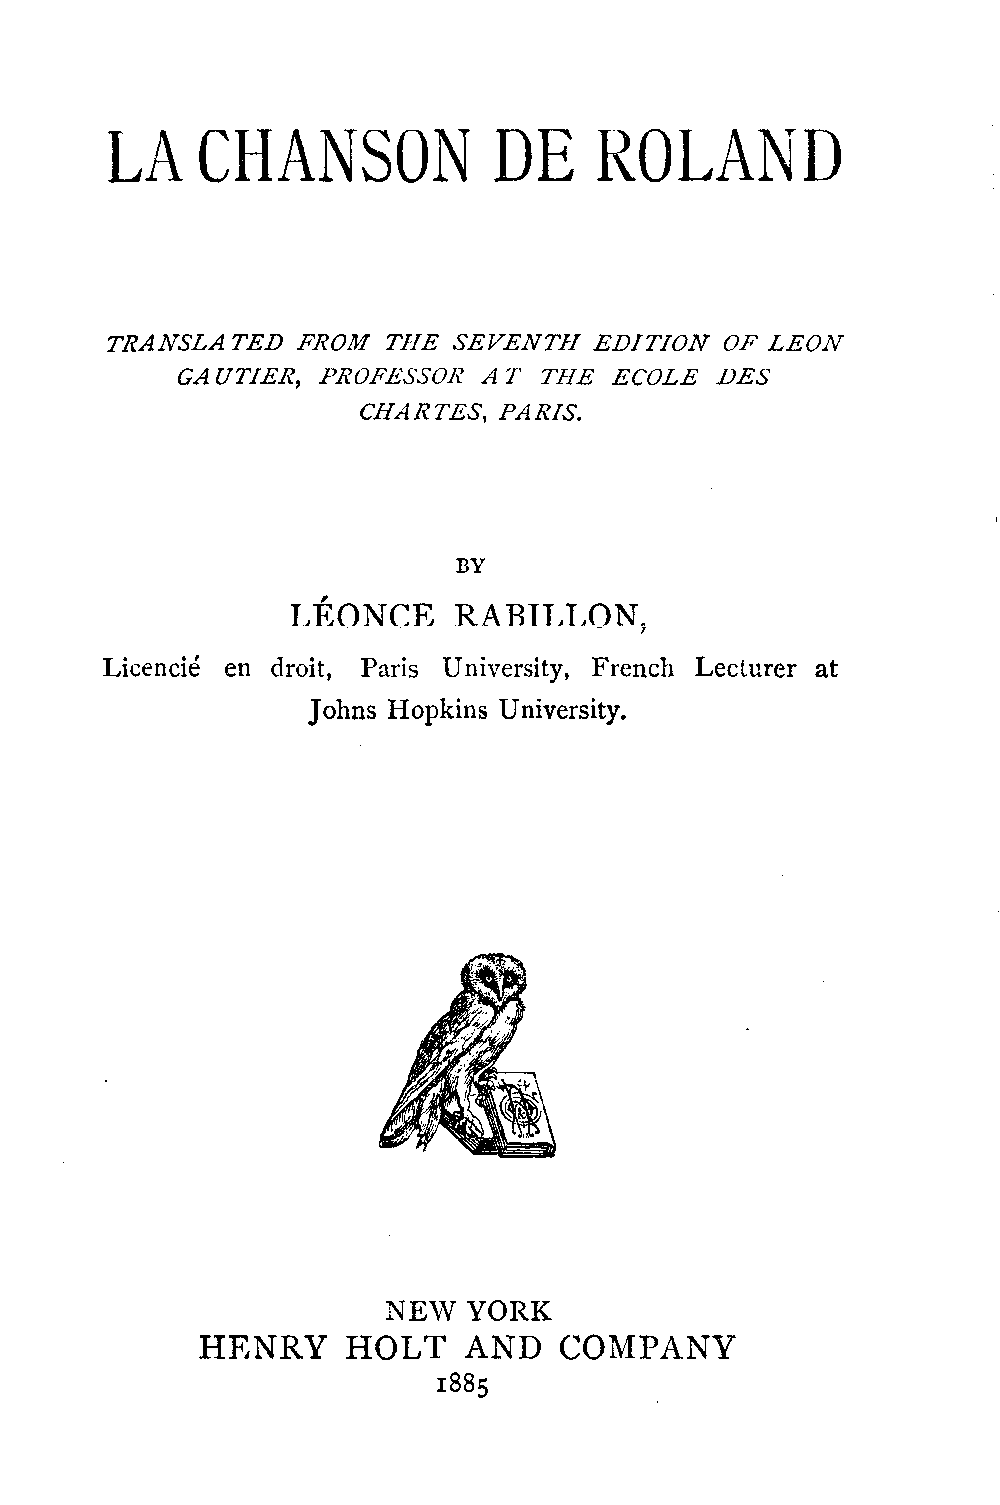 LA CHANSON DE ROLAND
TRANSLATED FROM THE SEVENTH EDITION OF LEON
GAUTIER, PROFESSOR AT THE ECOLE DES
CHARTES, PARIS.
BY
LÉONCE RABILLON,
Licencié en droit, Paris University, French Lecturer at
Johns Hopkins University.
NEW YORK
HENRY HOLT AND COMPANY
1885